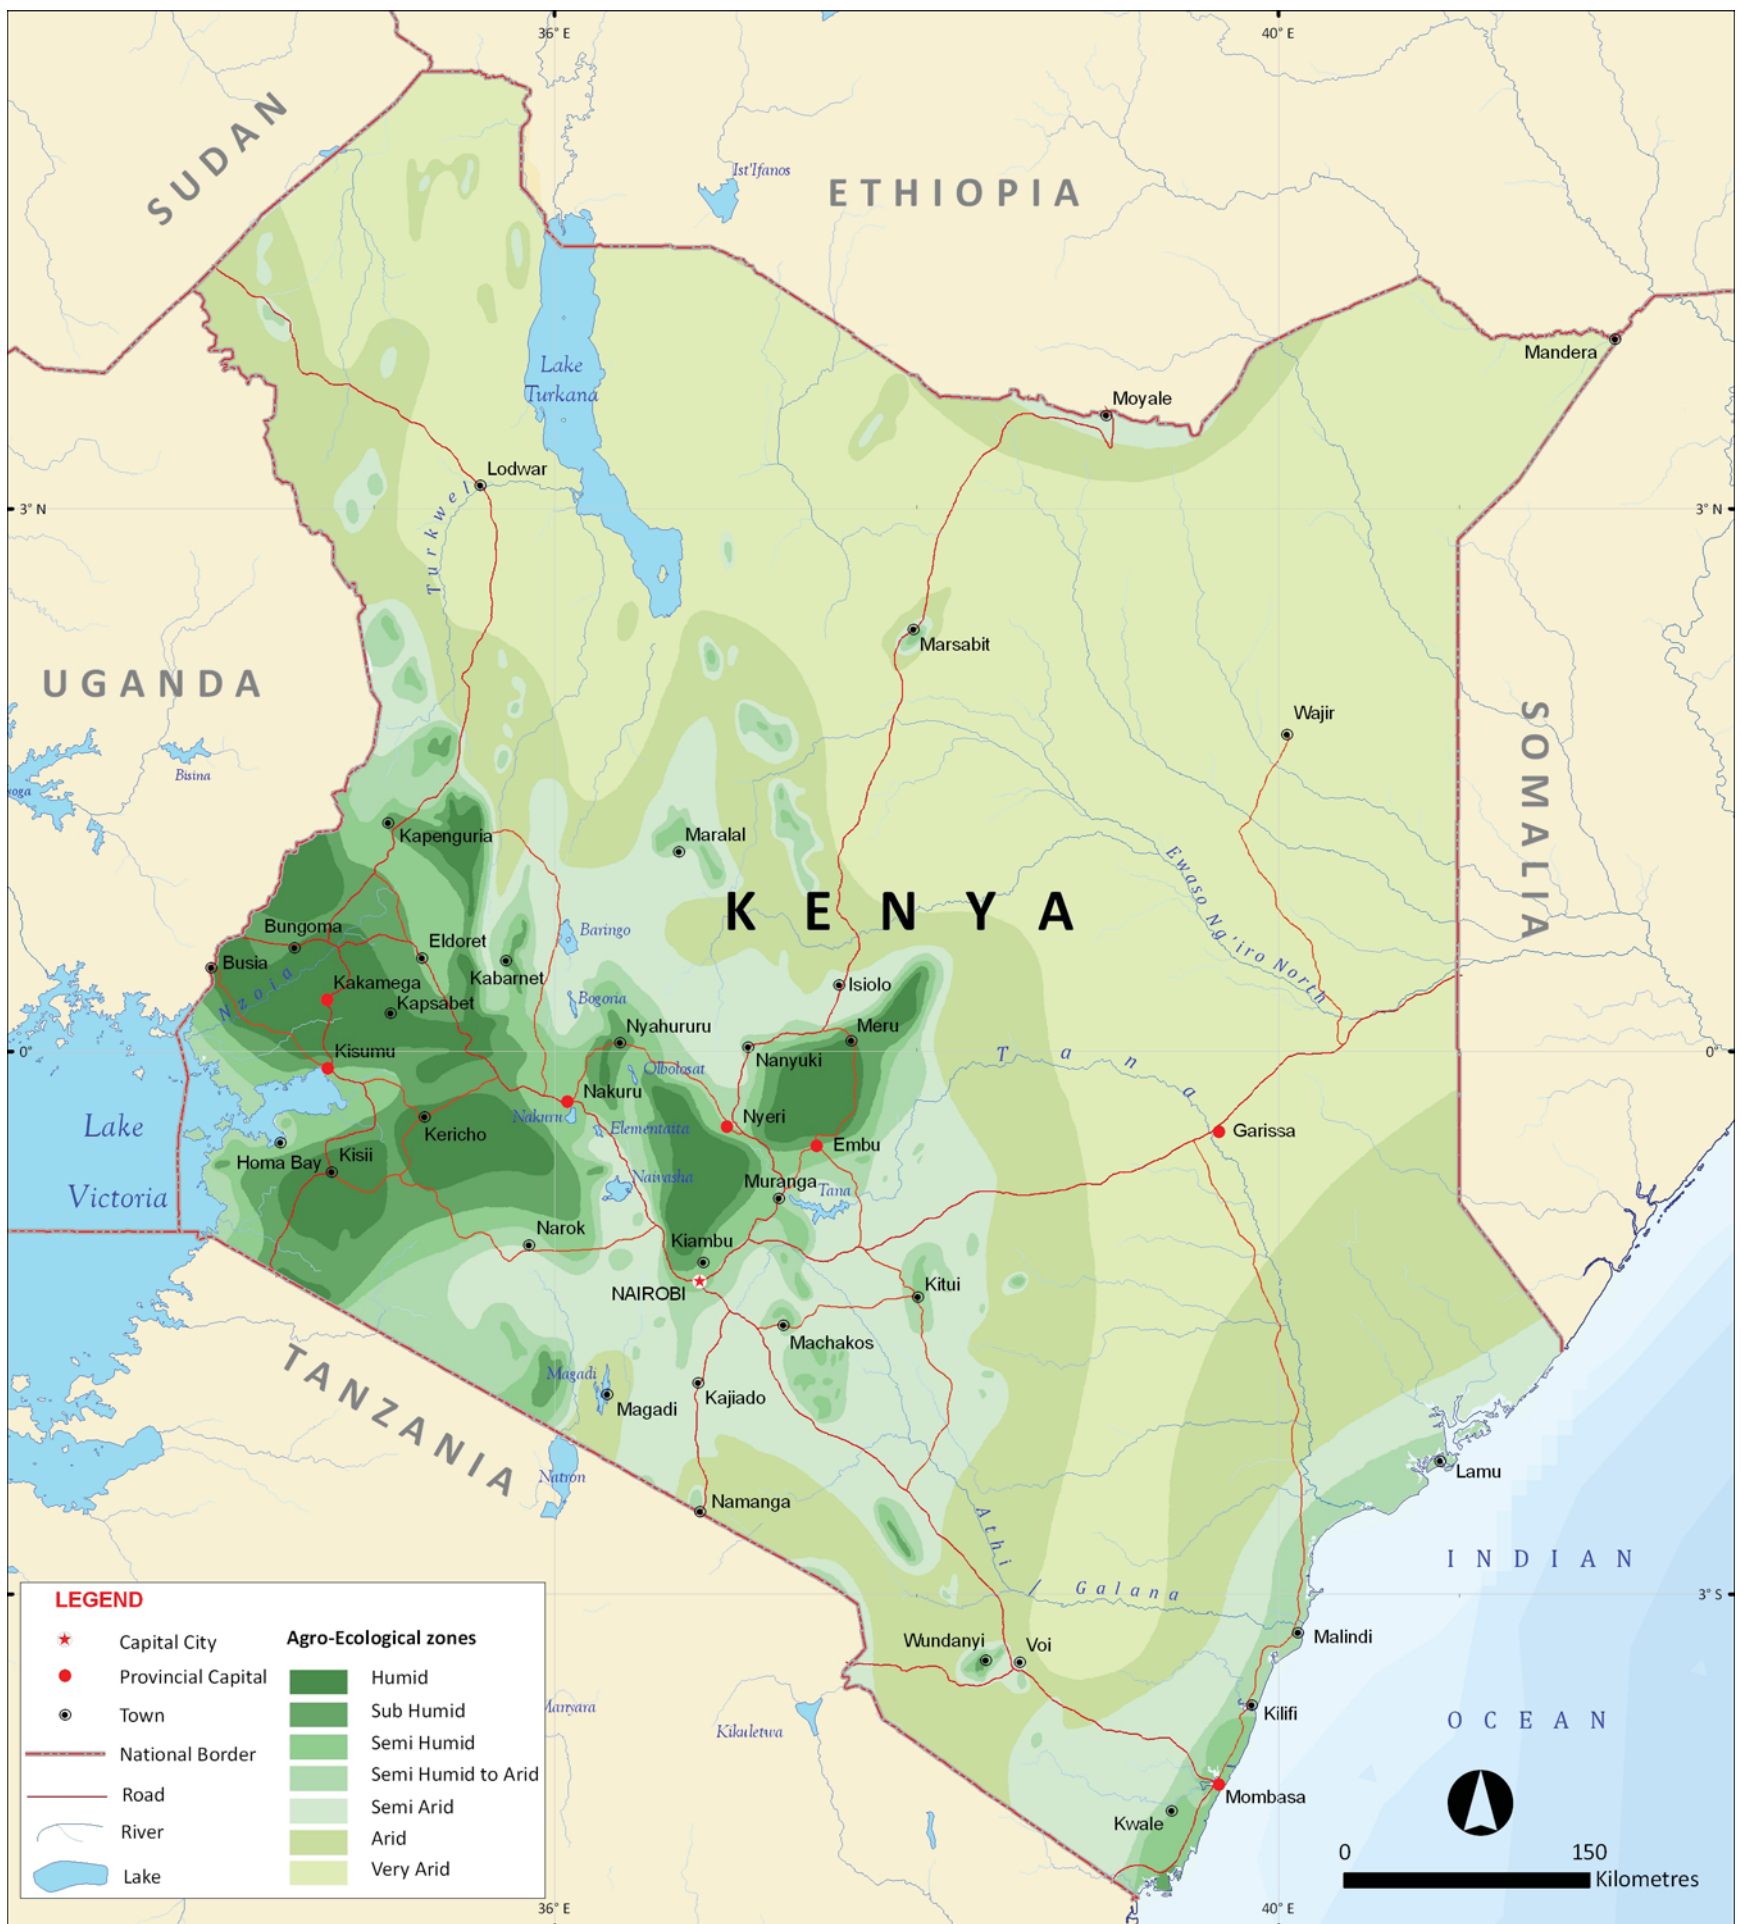 36° E
40° E
SUDAN
ETHIOPIA
Ist'Ifanos
Lake
Turkana
Mandera
Moyale
Lodwar
Turkwel
3° N
3° N
Marsabit
UGANDA
SOMALIA
Wajir
Bisina
Kapenguria
Maralal
Ewaso Ng'iro North
KENYA
Bungoma
Eldoret
Baringo
Busia
Kabarnet
Kakamega
Kapsabet
Nzoia
Bogoria
Isiolo
Nyahururu
Meru
Kisumu
Nanyuki
0°
0°
Tana
Olbolosat
Nakuru
Nakuru
Nyeri
Lake
Victoria
Kericho
Elementaita
Garissa
Embu
Homa Bay
Kisii
Naivasha
Muranga
Tana
Narok
Kiambu
NAIROBI
Kitui
Machakos
TANZANIA
Magadi
Magadi
Kajiado
Natron
Namanga
Lamu
Athi / Galana
INDIAN
OCEAN
3° S
Wundanyi
Voi
Malindi
Manyara
Kikuletwa
Kilifi
Mombasa
Kwale
LEGEND
Capital City
Provincial Capital
Town
National Border
Road
River
Lake
Agro-Ecological zones
Humid
Sub Humid
Semi Humid
Semi Humid to Arid
Semi Arid
Arid
Very Arid
0 150
Kilometres
36° E
40° E